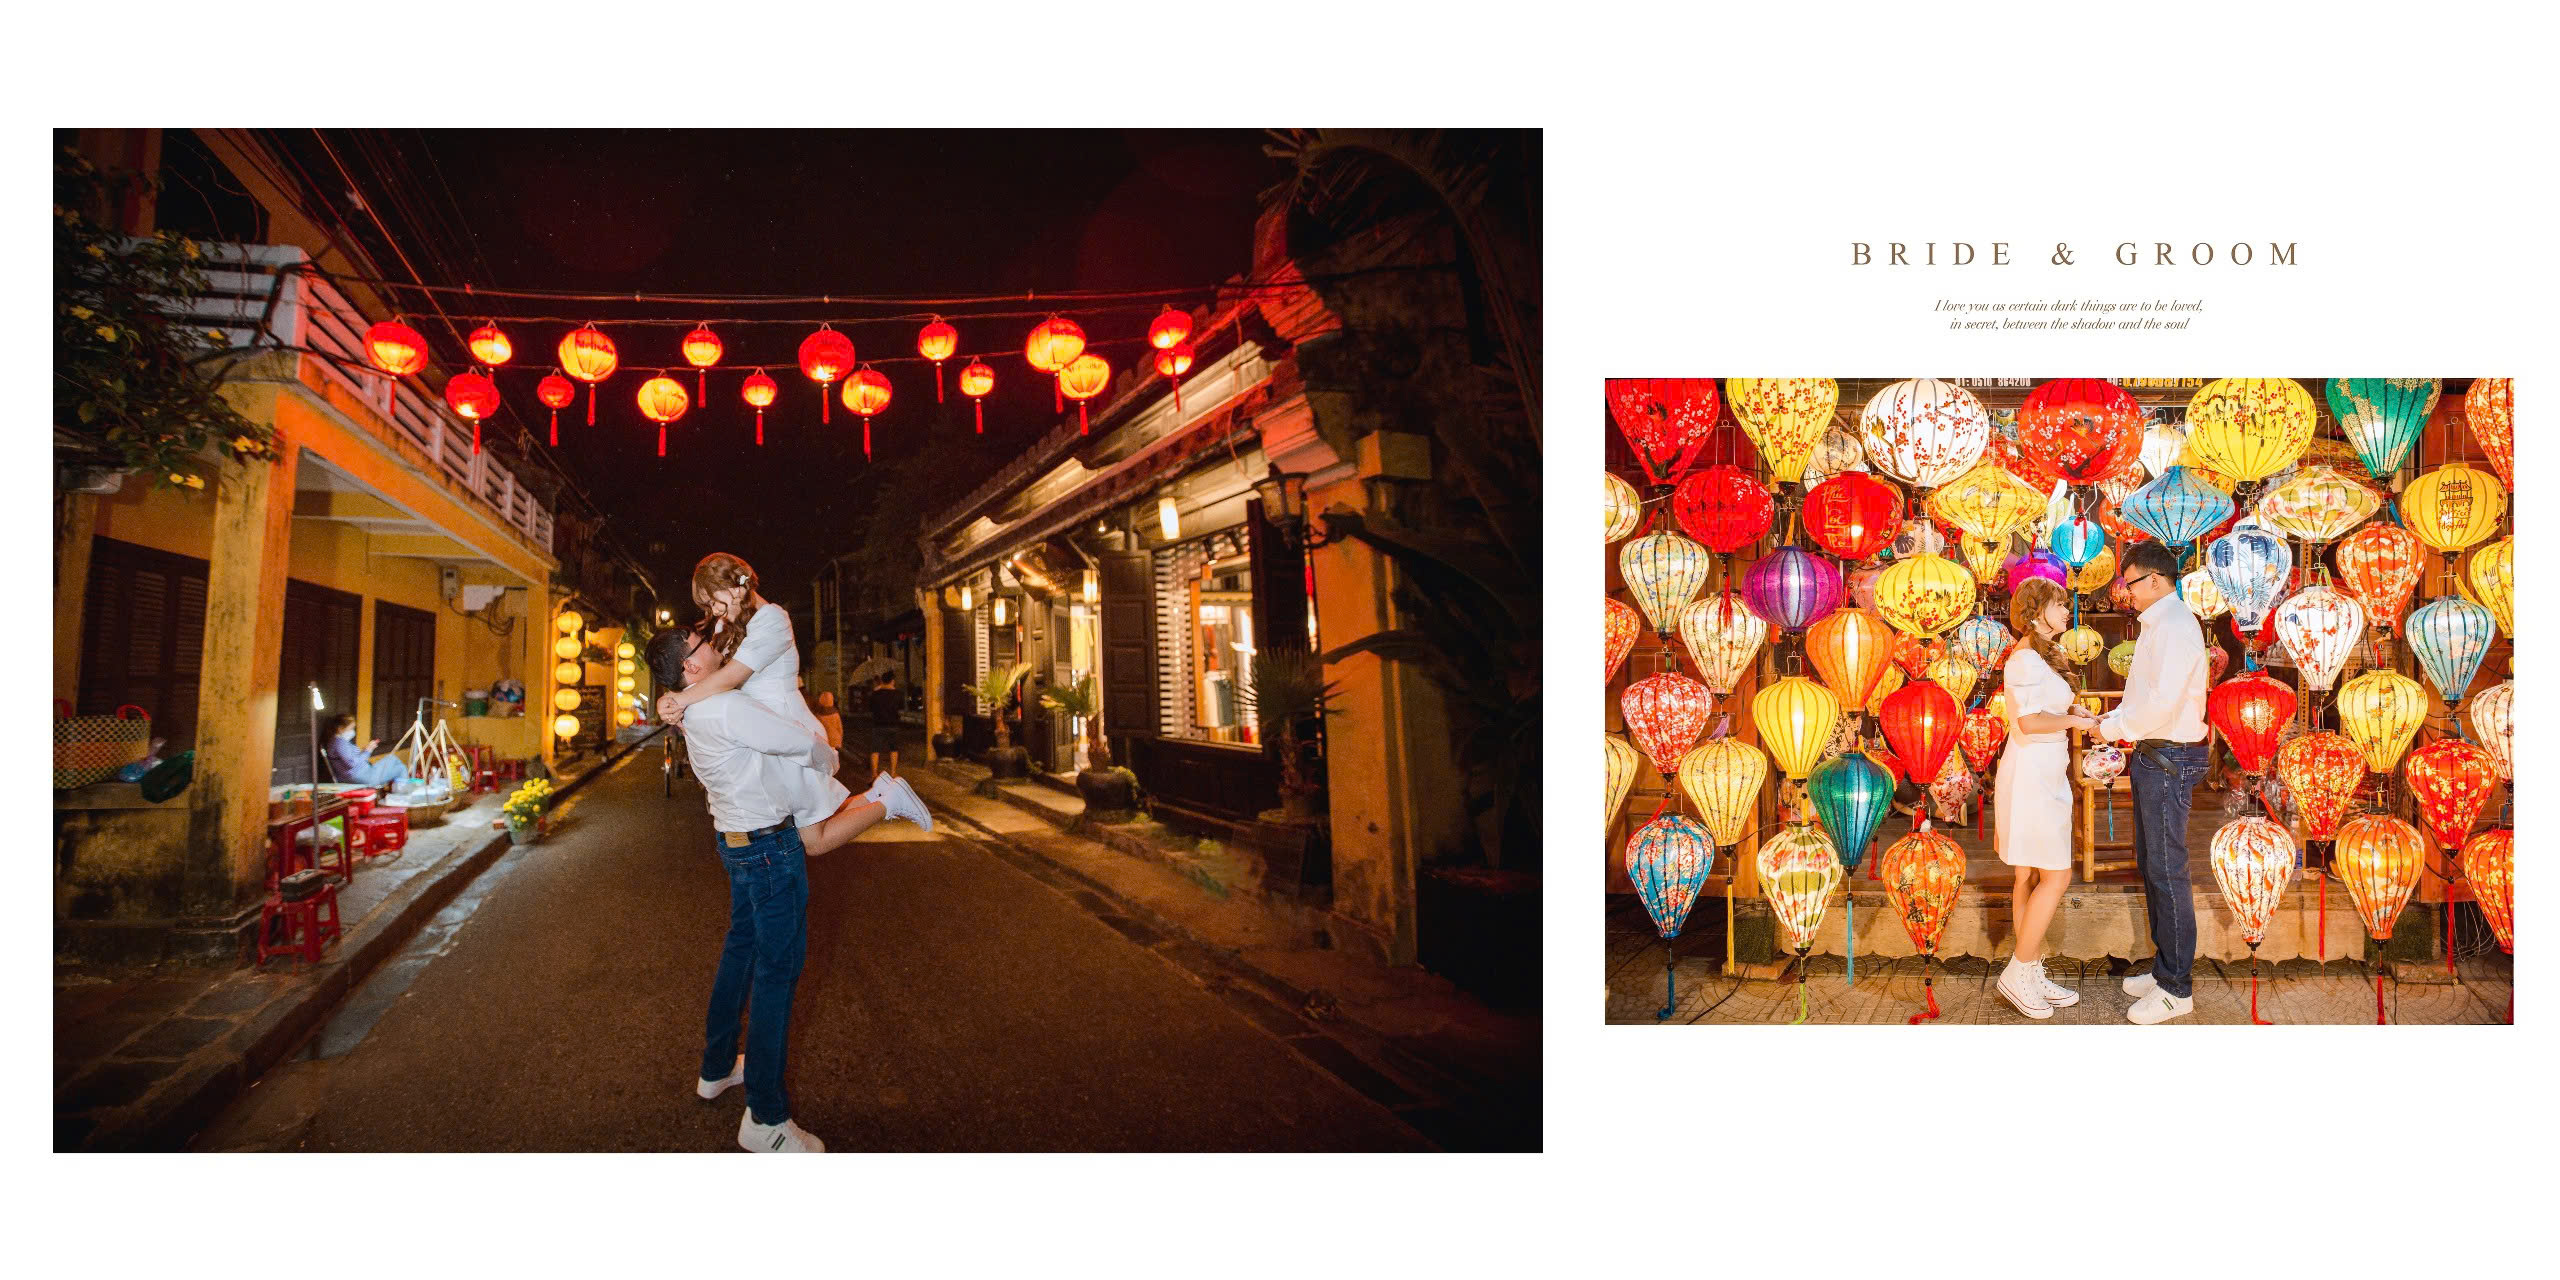 BRIDE & GROOM
I love you as certain dark things are to be loved,
in secret, between the shadow and the soul